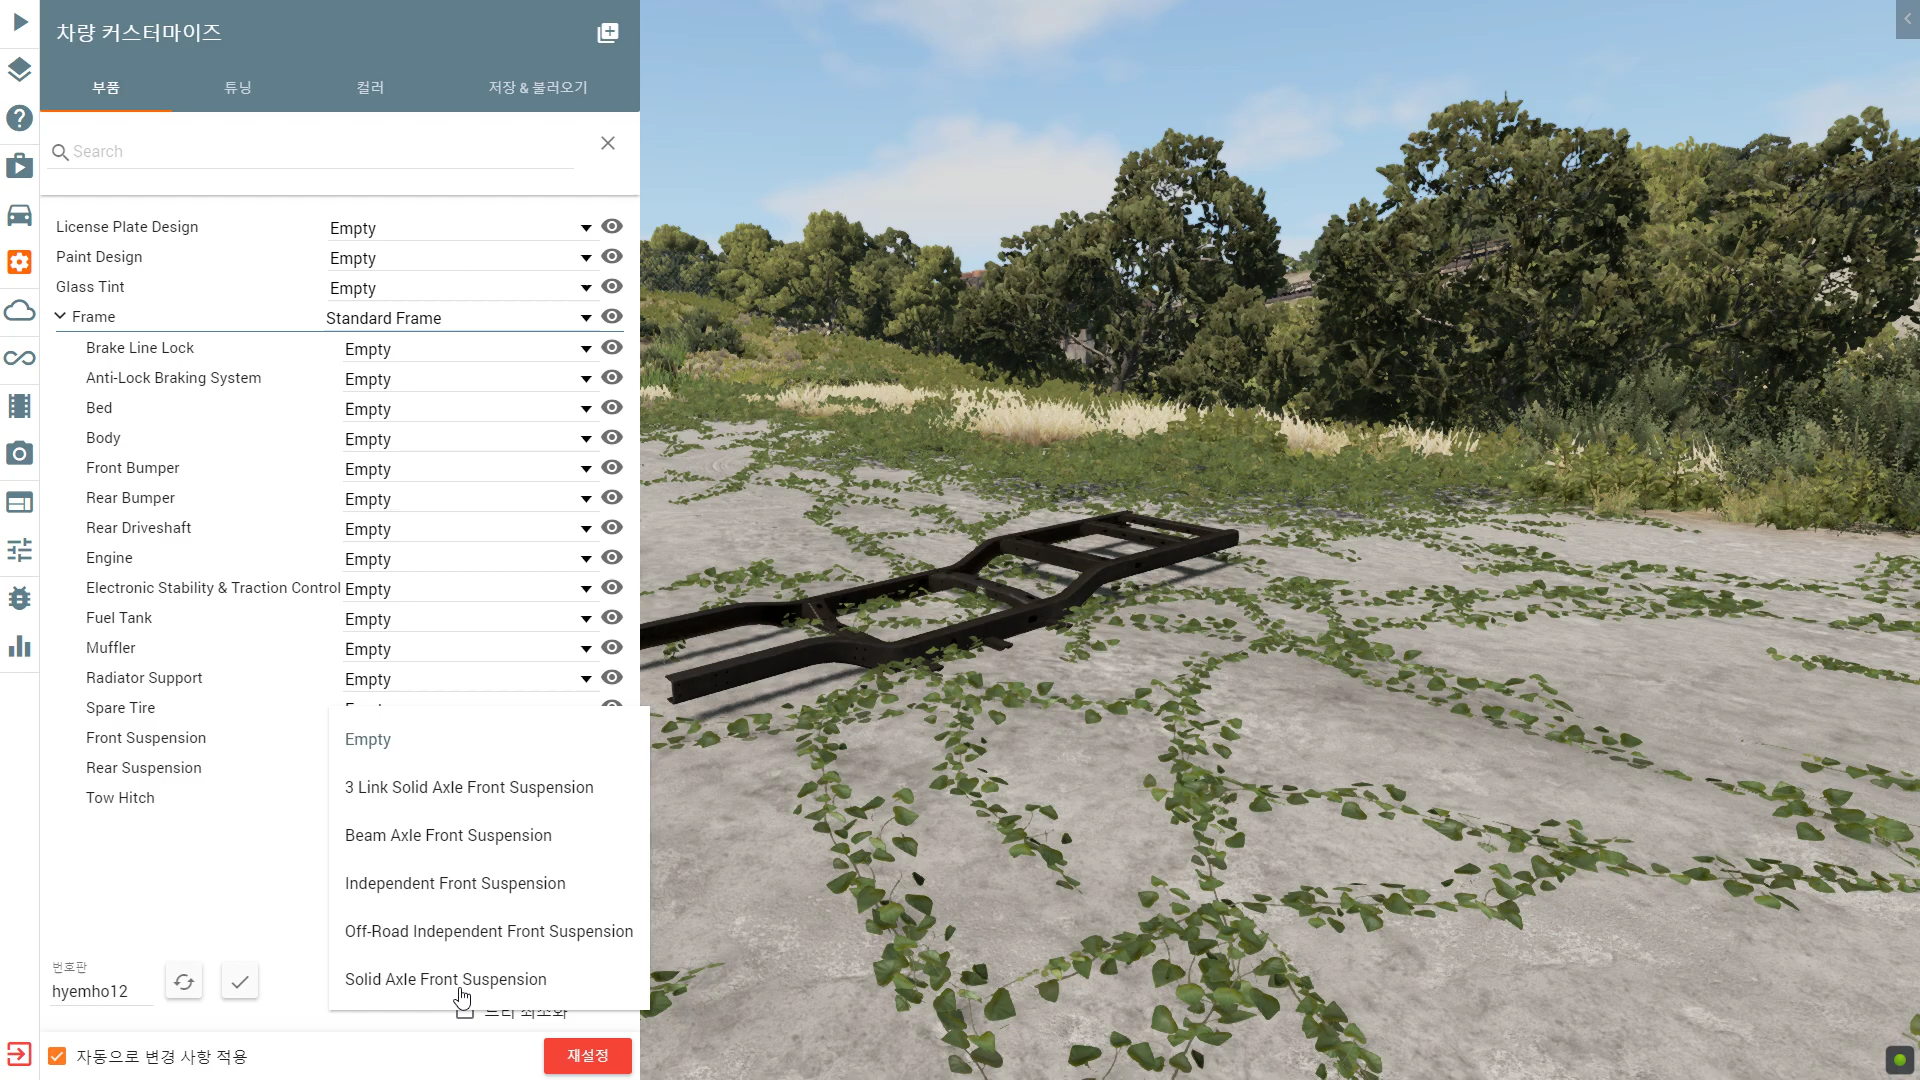 차량 커스터마이즈
부품 튜닝 컬러 저장 & 불러오기
Search
License Plate Design Empty
Paint Design Empty
Glass Tint Empty
Frame Standard Frame
Brake Line Lock Empty
Anti-Lock Braking System Empty
Bed Empty
Body Empty
Front Bumper Empty
Rear Bumper Empty
Rear Driveshaft Empty
Engine Empty
Electronic Stability & Traction Control Empty
Fuel Tank Empty
Muffler Empty
Radiator Support Empty
Spare Tire
Front Suspension Empty
Rear Suspension
Tow Hitch
3 Link Solid Axle Front Suspension
Beam Axle Front Suspension
Independent Front Suspension
Off-Road Independent Front Suspension
Solid Axle Front Suspension
번호판
hyemho12
자동으로 변경 사항 적용 재설정